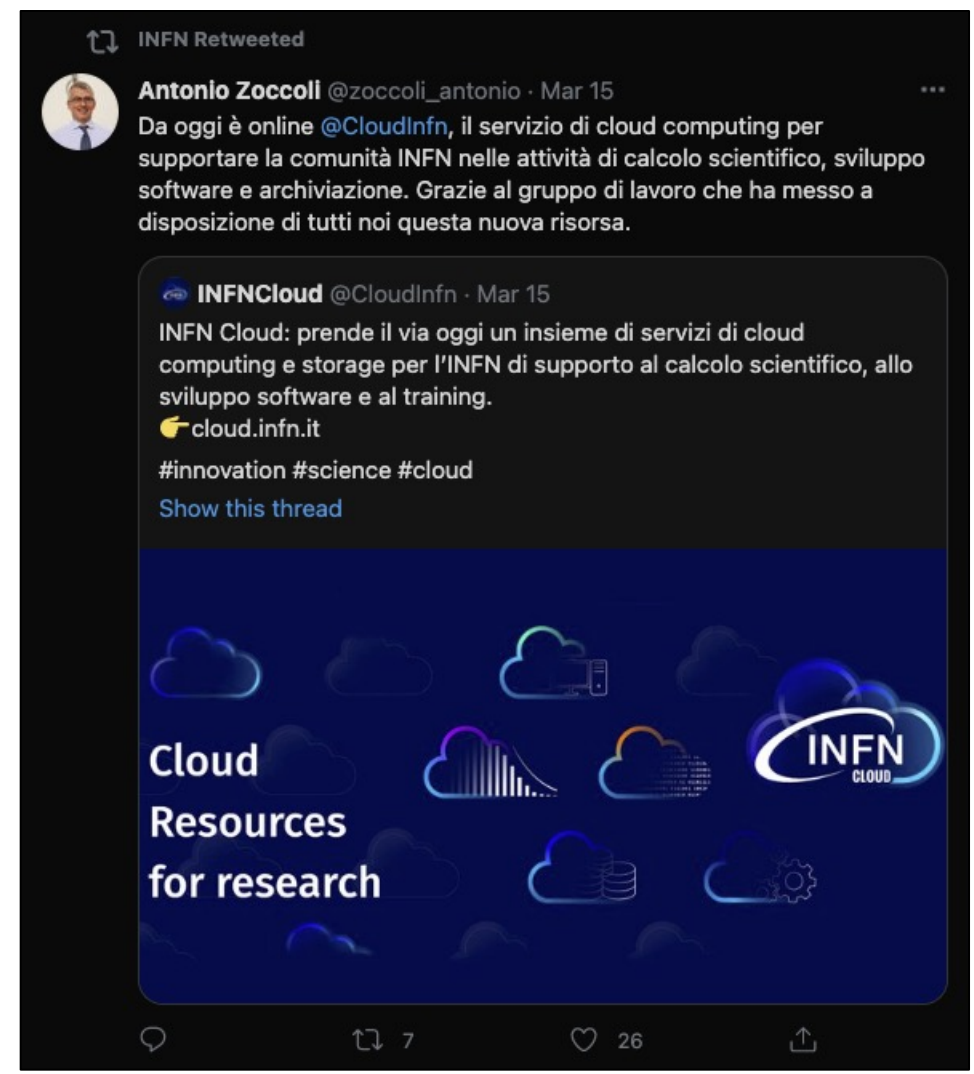 INFN Retweeted
Antonio Zoccoli @zoccoli_antonio · Mar 15
Da oggi è online @CloudInfn, il servizio di cloud computing per
supportare la comunità INFN nelle attività di calcolo scientifico, sviluppo
software e archiviazione. Grazie al gruppo di lavoro che ha messo a
disposizione di tutti noi questa nuova risorsa.
INFNCloud @CloudInfn · Mar 15
INFN Cloud: prende il via oggi un insieme di servizi di cloud
computing e storage per l’INFN di supporto al calcolo scientifico, allo
sviluppo software e al training.
👉cloud.infn.it
#innovation #science #cloud
Show this thread
INFN
CLOUD
Cloud
Resources
for research
7 26